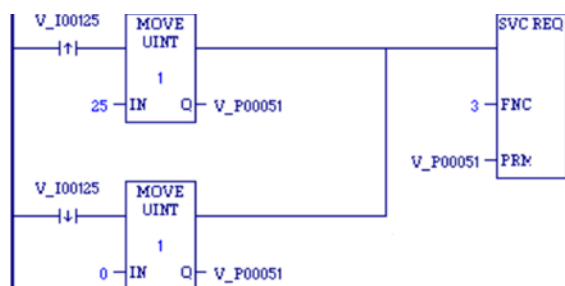 V_I00125 MOVE UINT SVC REQ
1
25 IN Q V_P00051 3 FNC
V_P00051 PRM
V_I00125 MOVE UINT
1
0 IN Q V_P00051